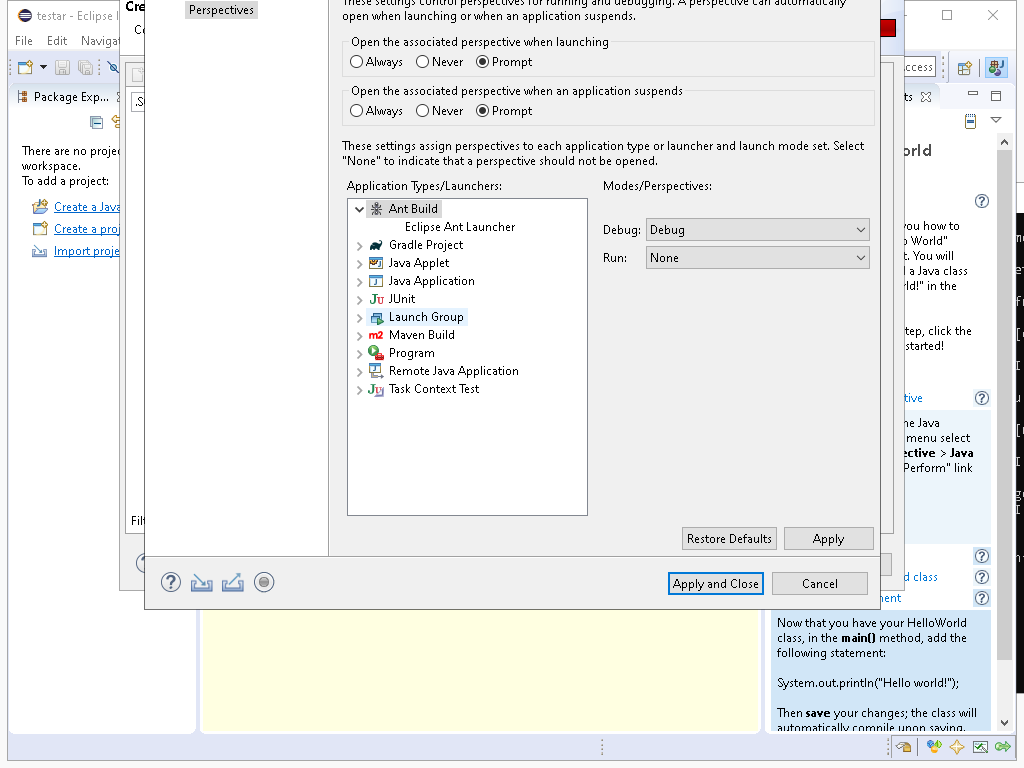 testar - Eclipse
File Edit Navigat
Package Exp...
There are no proje
workspace.
To add a project:
Create a Java
Create a proj
Import proje
Cre
Perspectives
These settings control perspectives for running and debugging. A perspective can automatically
open when launching or when an application suspends.
Open the associated perspective when launching
Always Never Prompt
Open the associated perspective when an application suspends
Always Never Prompt
These settings assign perspectives to each application type or launcher and launch mode set. Select
"None" to indicate that a perspective should not be opened.
Application Types/Launchers:
Ant Build
Eclipse Ant Launcher
Gradle Project
Java Applet
Java Application
Ju JUnit
Launch Group
m2 Maven Build
Program
Remote Java Application
Task Context Test
Modes/Perspectives:
Debug: Debug
Run: None
Restore Defaults Apply
Apply and Close Cancel
Filt
ccess
ts
orld
you how to
o World"
t. You will
d a Java class
orld!" in the
tep, click the
started!
tive
he Java
menu select
ective > Java
Perform" link
d class
ment
Now that you have your HelloWorld
class, in the main() method, add the
following statement:
System.out.println("Hello world!");
Then save your changes; the class will
automatically compile upon saving.